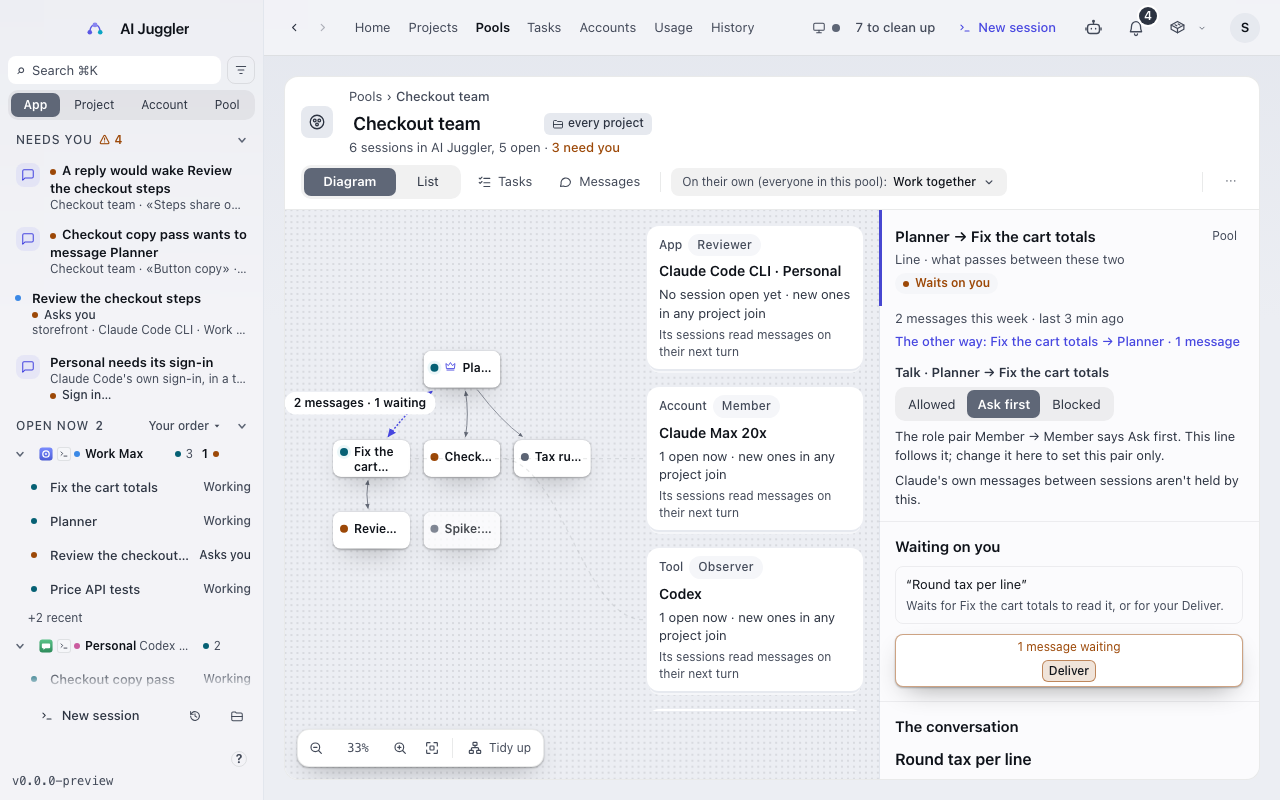 AI Juggler
Search ⌘K
App Project Account Pool
NEEDS YOU 4
A reply would wake Review the checkout steps
Checkout team · «Steps share o...
Checkout copy pass wants to message Planner
Checkout team · «Button copy» ·...
Review the checkout steps
Asks you
storefront · Claude Code CLI · Work ...
Personal needs its sign-in
Claude Code's own sign-in, in a t...
Sign in...
OPEN NOW 2 Your order
Work Max 3 1
Fix the cart totals Working
Planner Working
Review the checkout... Asks you
Price API tests Working
+2 recent
Personal Codex ... 2
Checkout copy pass Working
New session
?
v0.0.0-preview
Home Projects Pools Tasks Accounts Usage History
7 to clean up
New session
4
S
Pools › Checkout team
Checkout team every project
6 sessions in AI Juggler, 5 open · 3 need you
Diagram List Tasks Messages
On their own (everyone in this pool): Work together
...
Pla...
2 messages · 1 waiting
Fix the cart...
Check...
Tax ru...
Revie...
Spike:...
App Reviewer
Claude Code CLI · Personal
No session open yet · new ones in any project join
Its sessions read messages on their next turn
Account Member
Claude Max 20x
1 open now · new ones in any project join
Its sessions read messages on their next turn
Tool Observer
Codex
1 open now · new ones in any project join
Its sessions read messages on their next turn
33%
Tidy up
Planner → Fix the cart totals Pool
Line · what passes between these two
Waits on you
2 messages this week · last 3 min ago
The other way: Fix the cart totals → Planner · 1 message
Talk · Planner → Fix the cart totals
Allowed Ask first Blocked
The role pair Member → Member says Ask first. This line follows it; change it here to set this pair only.
Claude's own messages between sessions aren't held by this.
Waiting on you
“Round tax per line”
Waits for Fix the cart totals to read it, or for your Deliver.
1 message waiting
Deliver
The conversation
Round tax per line